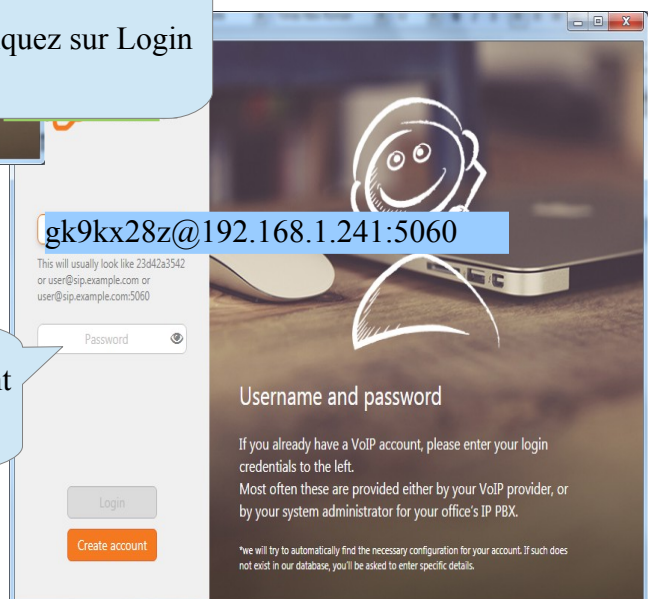 quez sur Login
gk9kx28z@192.168.1.241:5060
This will usually look like 23d42a3542
or user@sip.example.com or
user@sip.example.com:5060
Password
Login
Create account
Username and password
If you already have a VoIP account, please enter your login
credentials to the left.
Most often these are provided either by your VoIP provider, or
by your system administrator for your office's IP PBX.
*we will try to automatically find the necessary configuration for your account. If such does
not exist in our database, you'll be asked to enter specific details.